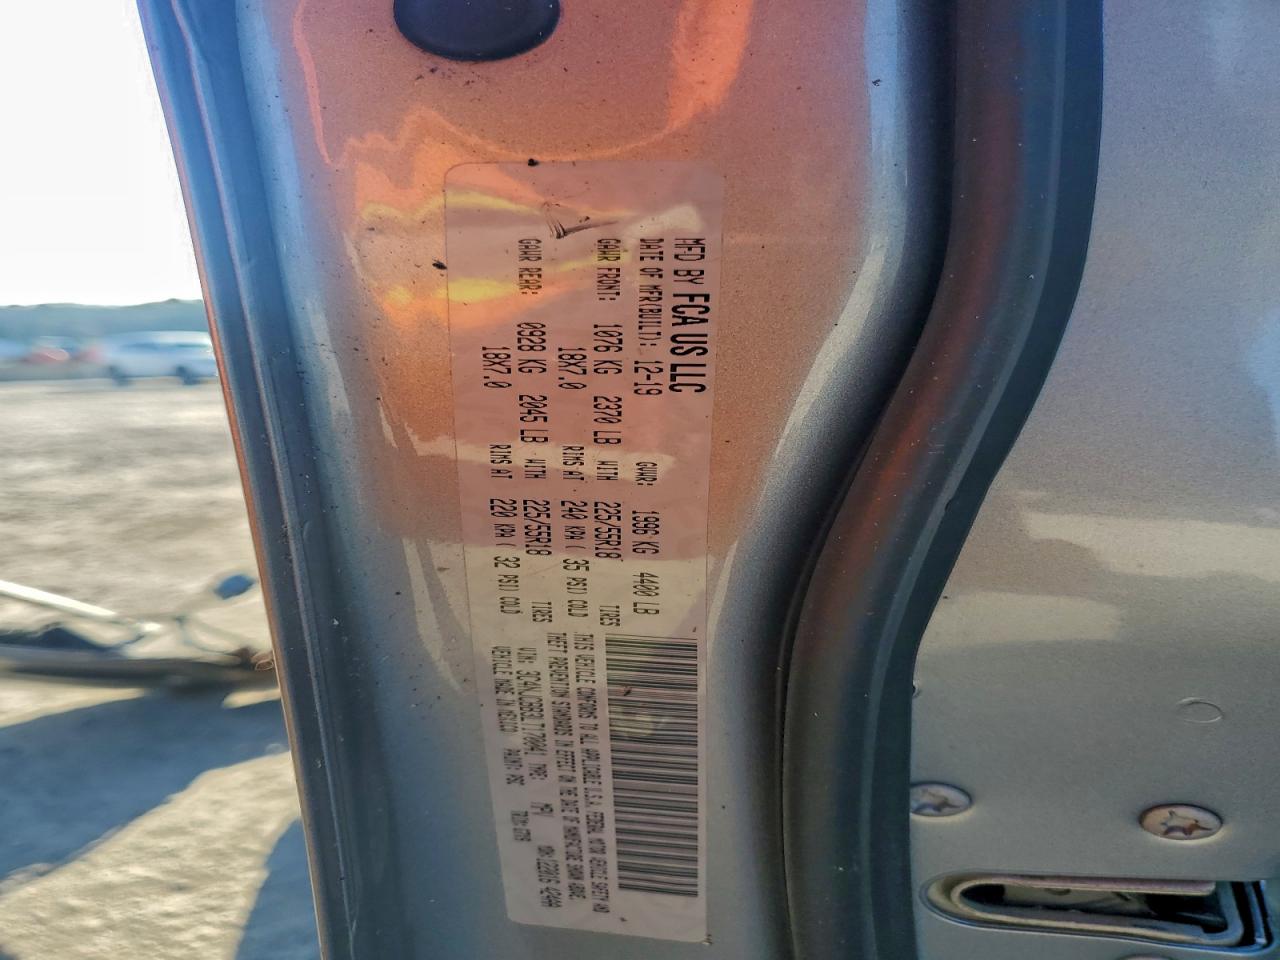 MFD BY FCA US LLC
DATE OF MFR(BUILT): 12-19 GVWR: 1996 KG 4400 LB
GAWR FRONT: 1076 KG 2370 LB WITH 225/55R18 TIRES
18X7.0 RIMS AT 240 KPA ( 35 PSI) COLD
GAWR REAR: 0928 KG 2045 LB WITH 225/55R18 TIRES
18X7.0 RIMS AT 220 KPA ( 32 PSI) COLD
THIS VEHICLE CONFORMS TO ALL APPLICABLE U.S.A. FEDERAL MOTOR VEHICLE SAFETY AND
THEFT PREVENTION STANDARDS IN EFFECT ON THE DATE OF MANUFACTURE SHOWN ABOVE.
VIN: TYPE: MPV
VEHICLE MADE IN MEXICO PAINT: TRIM: